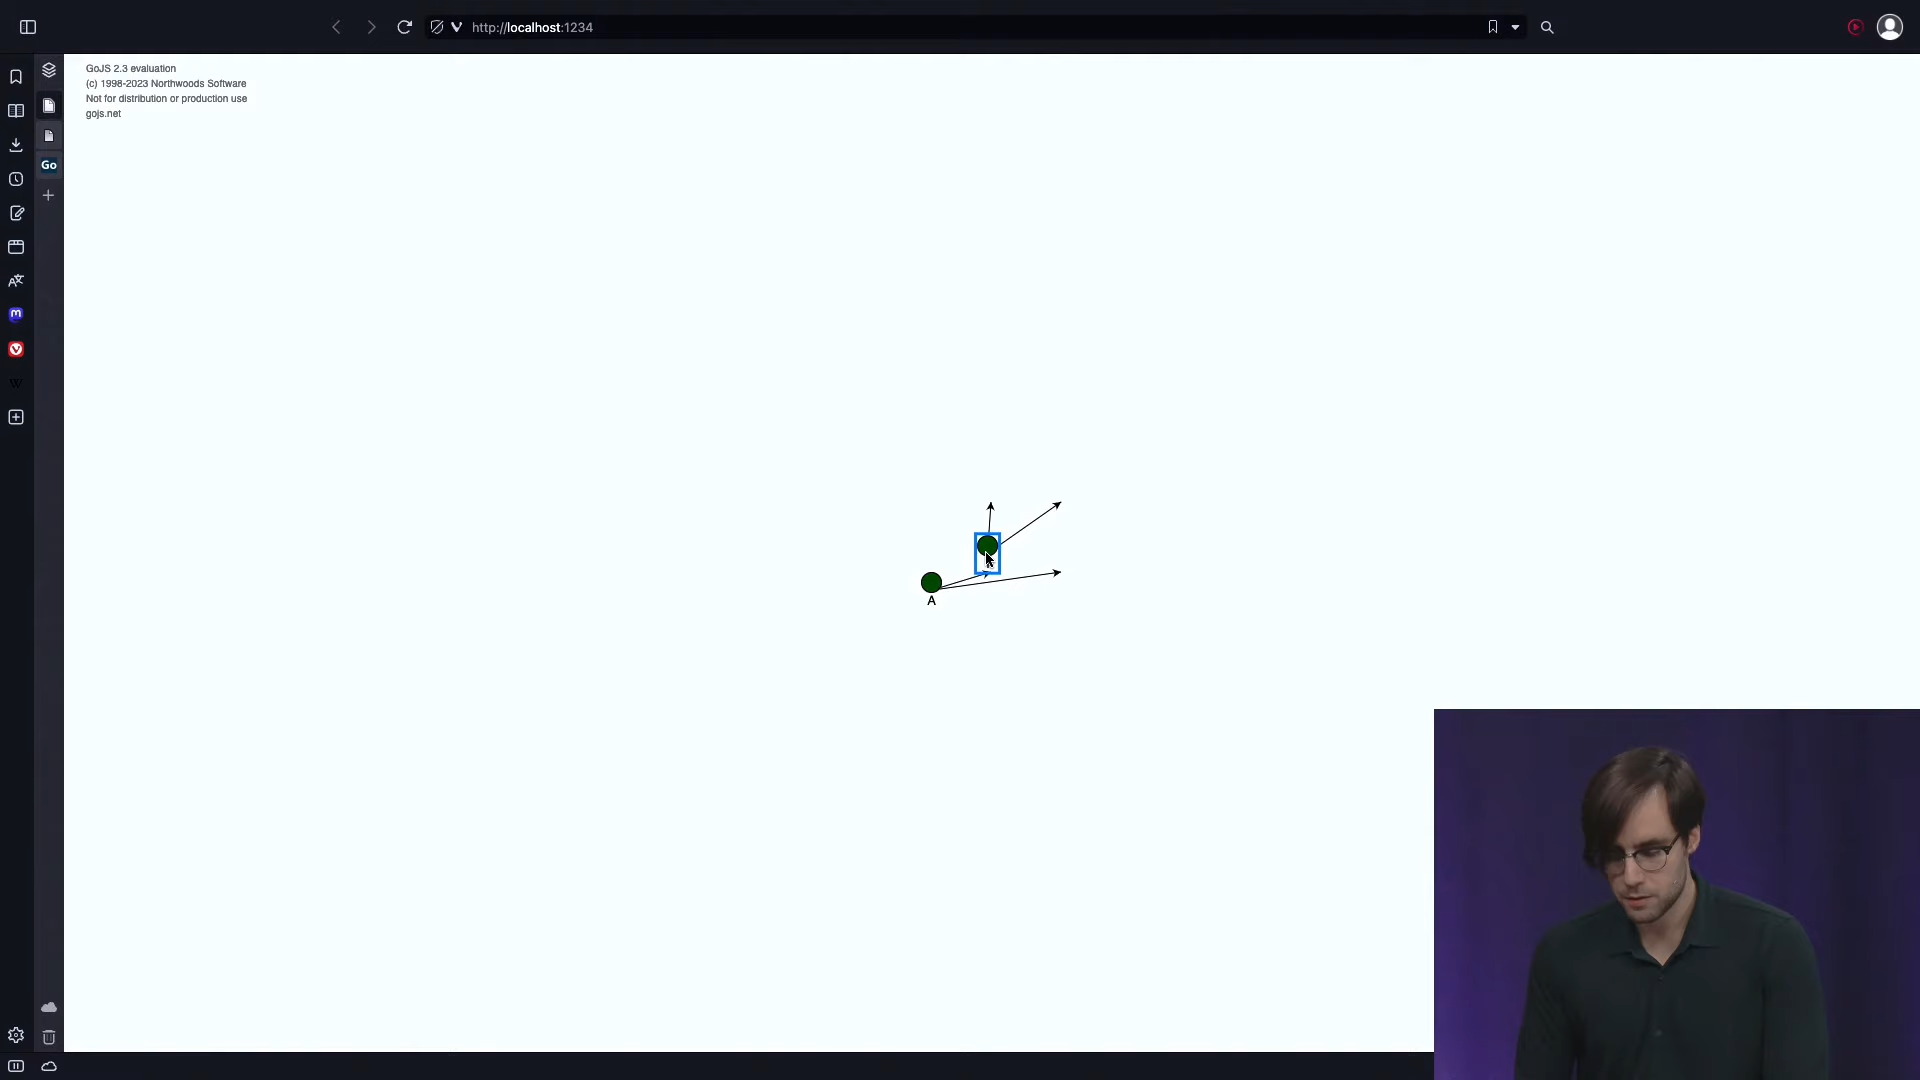 http://localhost:1234
GoJS 2.3 evaluation
(c) 1998-2023 Northwoods Software
Not for distribution or production use
gojs.net
Go
A